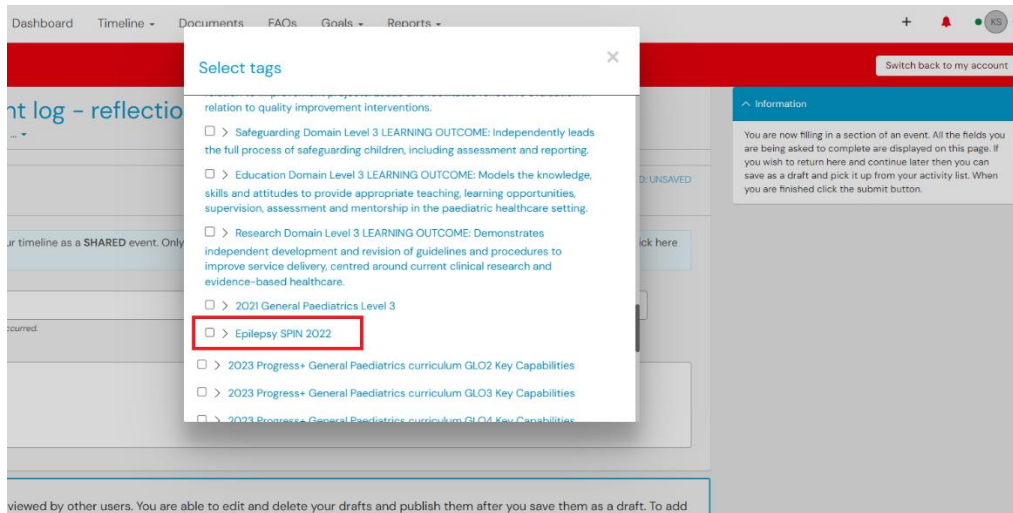 Dashboard Timeline Documents FAQs Goals Reports + KS
Switch back to my account
Select tags ×
nt log – reflectio
...
relation to quality improvement interventions.
> Safeguarding Domain Level 3 LEARNING OUTCOME: Independently leads
the full process of safeguarding children, including assessment and reporting.
> Education Domain Level 3 LEARNING OUTCOME: Models the knowledge,
skills and attitudes to provide appropriate teaching, learning opportunities,
supervision, assessment and mentorship in the paediatric healthcare setting.
> Research Domain Level 3 LEARNING OUTCOME: Demonstrates
independent development and revision of guidelines and procedures to
improve service delivery, centred around current clinical research and
evidence-based healthcare.
> 2021 General Paediatrics Level 3
> Epilepsy SPIN 2022
> 2023 Progress+ General Paediatrics curriculum GLO2 Key Capabilities
> 2023 Progress+ General Paediatrics curriculum GLO3 Key Capabilities
> 2023 Progress+ General Paediatrics curriculum GLO4 Key Capabilities
D: UNSAVED
ur timeline as a SHARED event. Only
ick here
ccurred.
Information
You are now filling in a section of an event. All the fields you
are being asked to complete are displayed on this page. If
you wish to return here and continue later then you can
save as a draft and pick it up from your activity list. When
you are finished click the submit button.
viewed by other users. You are able to edit and delete your drafts and publish them after you save them as a draft. To add